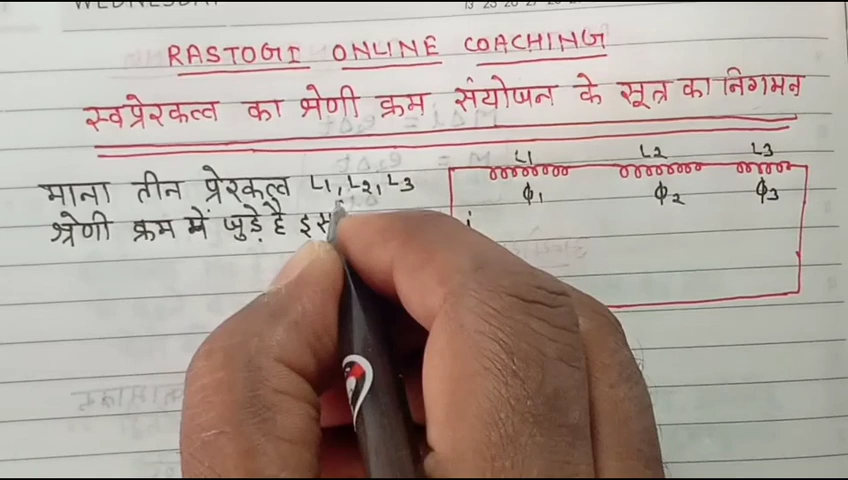 RASTOGI ONLINE COACHING
स्वप्रेरकत्व का श्रेणी क्रम संयोजन के सूत्र का निगमन
माना तीन प्रेरकत्व L1, L2, L3
श्रेणी क्रम में जुड़े है इस
L1 L2 L3
ϕ1 ϕ2 ϕ3
i